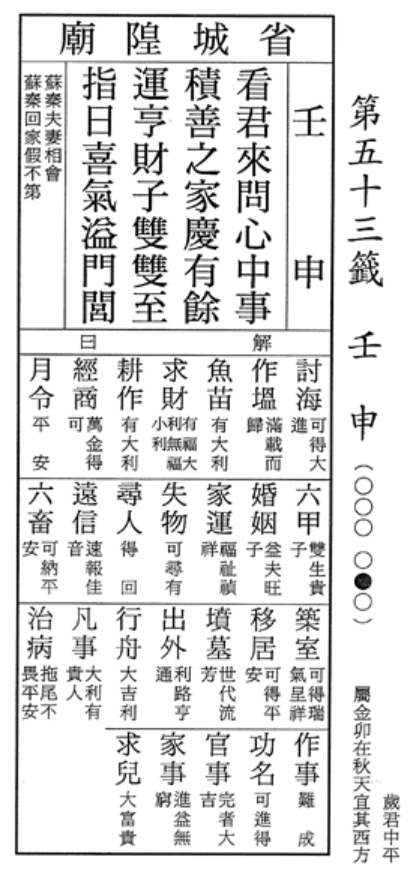 第五十三籤 壬申（○○○ ○●○） 屬金卯在秋天宜其西方
歲君中平
省城隍廟
壬申
看君來問心中事
積善之家慶有餘
運亨財子雙雙至
指日喜氣溢門閭
蘇秦夫妻相會
蘇秦回家假不第
解曰
討海 可得大進
作塭 滿載而歸
魚苗 有大利
求財 有福大利無福小利
耕作 有大利
經商 萬金得可
月令 平安
六甲 雙生貴子
婚姻 益夫旺子
家運 福祉禎祥
失物 可尋有
尋人 得回
遠信 速報佳音
六畜 可納平安
築室 可得瑞氣呈祥
移居 可得平安
墳墓 世代流芳
出外 利路亨通
行舟 大吉利
凡事 大利有貴人
治病 拖尾不畏平安
作事 難成
功名 可進得
官事 完者大吉
家事 進益無窮
求兒 大富貴